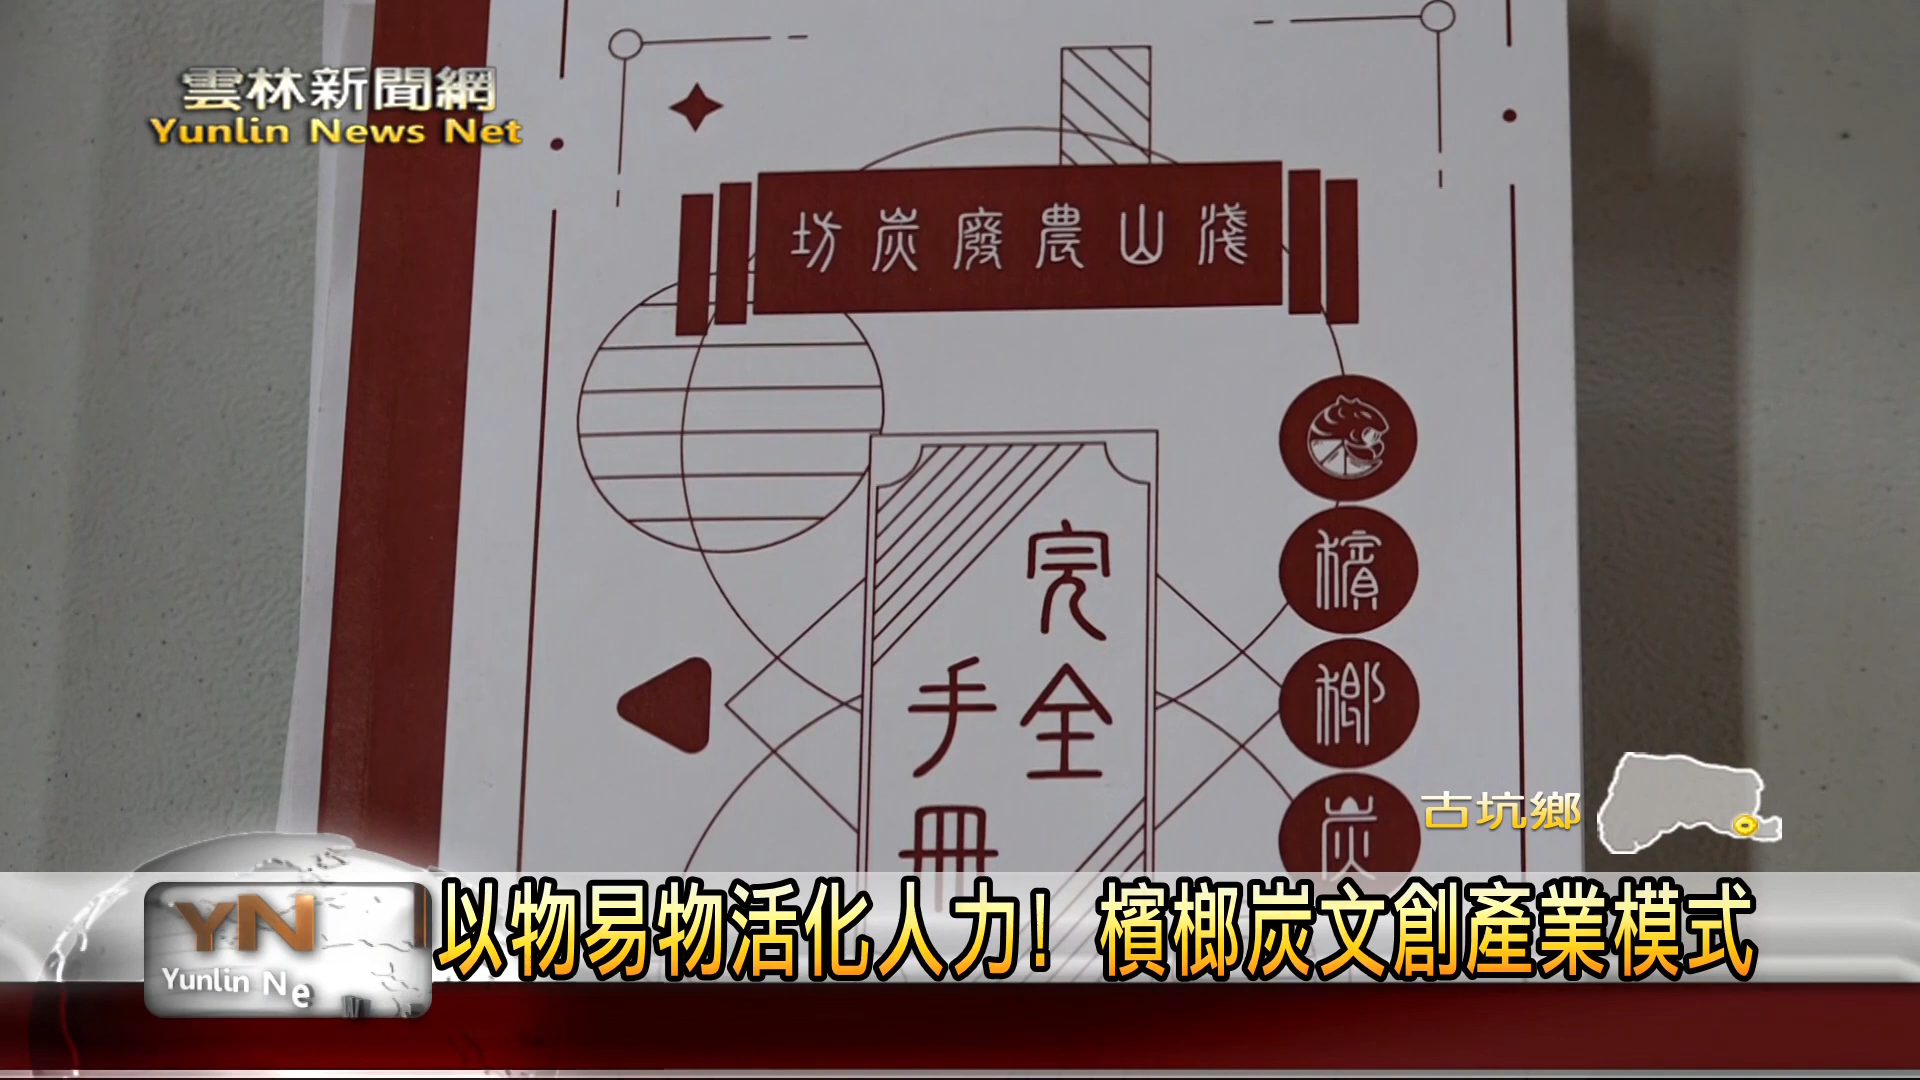 雲林新聞網
Yunlin News Net
淺山農廢炭坊
檳榔炭
完全
手冊
古坑鄉
以物易物活化人力! 檳榔炭文創產業模式
YN
Yunlin Ne